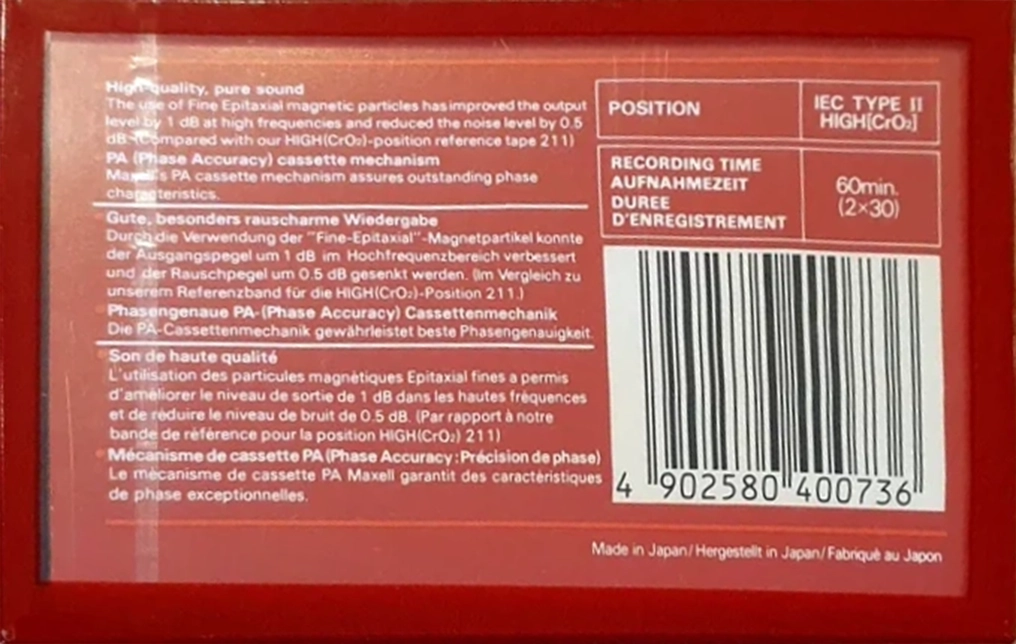 High-quality, pure sound
The use of Fine Epitaxial magnetic particles has improved the output
level by 1 dB at high frequencies and reduced the noise level by 0.5
dB. (Compared with our HIGH(CrO₂)-position reference tape 211)
PA (Phase Accuracy) cassette mechanism
Maxell's PA cassette mechanism assures outstanding phase
characteristics.
Gute, besonders rauscharme Wiedergabe
Durch die Verwendung der "Fine-Epitaxial"-Magnetpartikel konnte
der Ausgangspegel um 1 dB im Hochfrequenzbereich verbessert
und der Rauschpegel um 0.5 dB gesenkt werden. (Im Vergleich zu
unserem Referenzband für die HIGH(CrO₂)-Position 211.)
Phasengenaue PA-(Phase Accuracy) Cassettenmechanik
Die PA-Cassettenmechanik gewährleistet beste Phasengenauigkeit.
Son de haute qualité
L'utilisation des particules magnétiques Epitaxial fines a permis
d'améliorer le niveau de sortie de 1 dB dans les hautes fréquences
et de réduire le niveau de bruit de 0.5 dB. (Par rapport à notre
bande de référence pour la position HIGH(CrO₂) 211)
Mécanisme de cassette PA (Phase Accuracy: Précision de phase)
Le mécanisme de cassette PA Maxell garantit des caractéristiques
de phase exceptionnelles.
POSITION
IEC TYPE II
HIGH[CrO₂]
RECORDING TIME
AUFNAHMEZEIT
DUREE
D'ENREGISTREMENT
60min.
(2×30)
4 902580 400736
Made in Japan/Hergestellt in Japan/Fabriqué au Japon